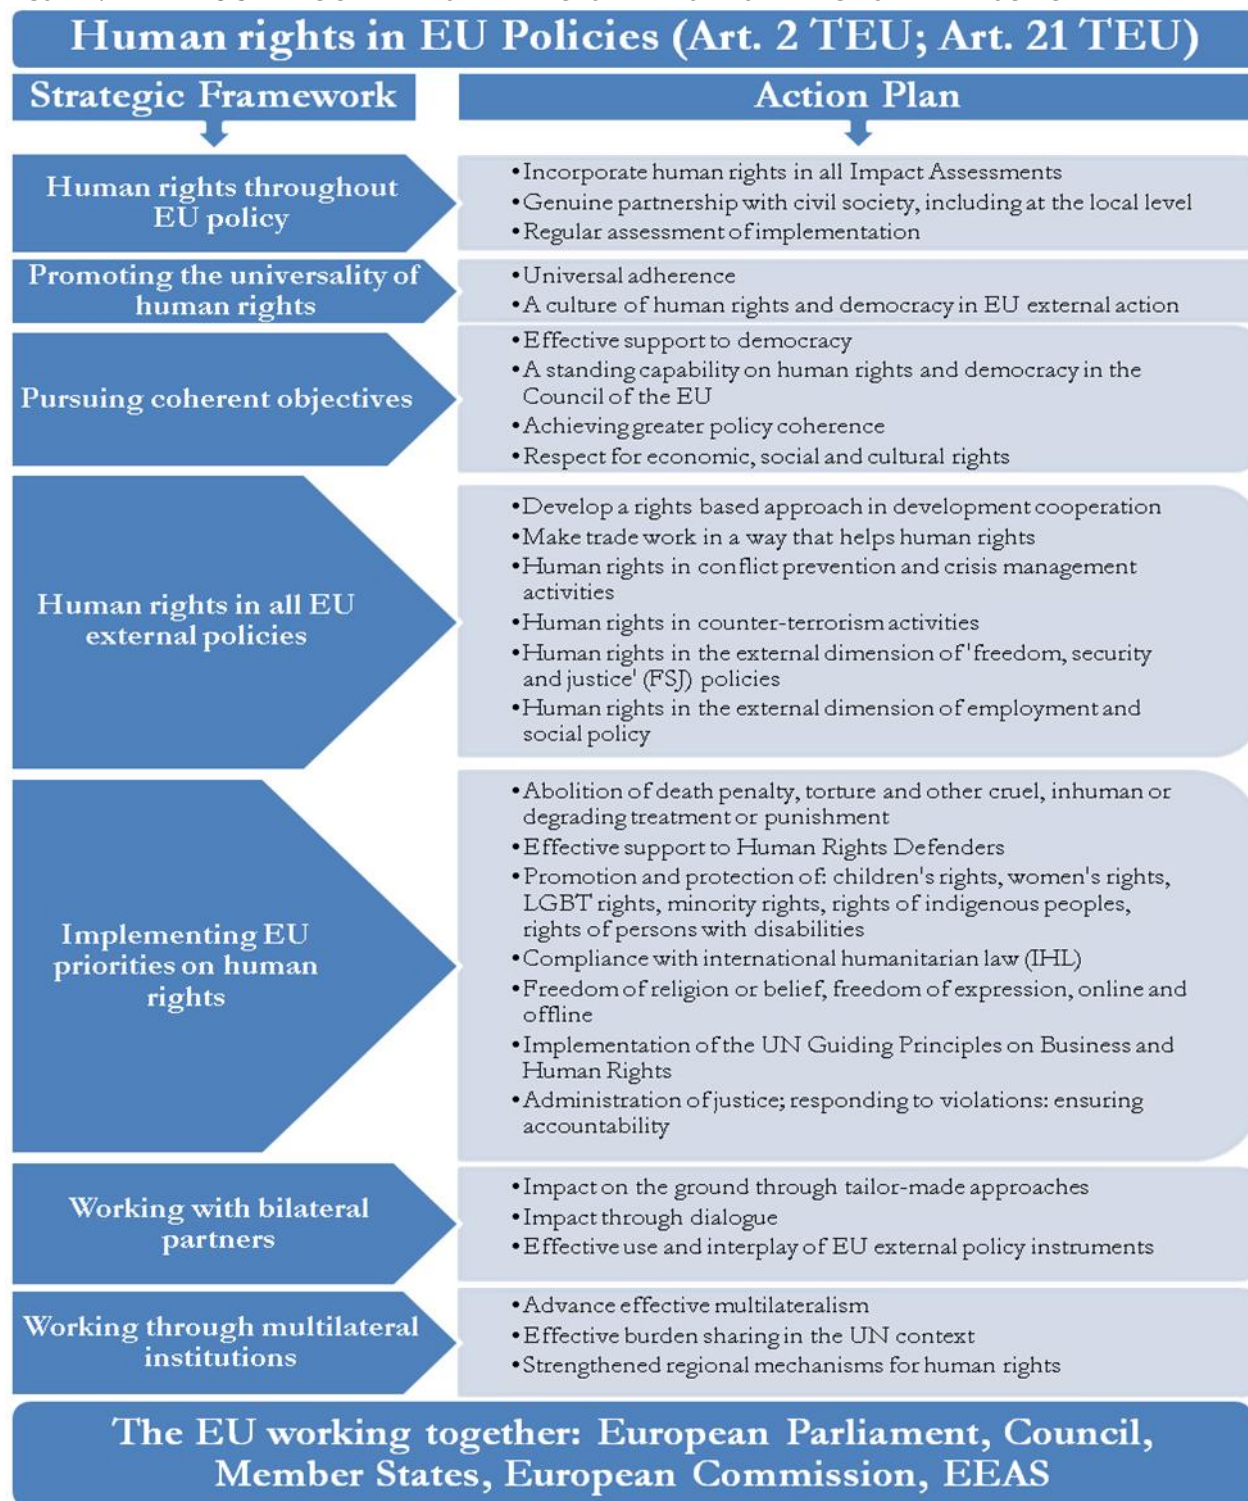 Human rights in EU Policies (Art. 2 TEU; Art. 21 TEU)
Strategic Framework
Action Plan
Human rights throughout
EU policy
•Incorporate human rights in all Impact Assessments
•Genuine partnership with civil society, including at the local level
•Regular assessment of implementation
Promoting the universality of
human rights
•Universal adherence
•A culture of human rights and democracy in EU external action
Pursuing coherent objectives
•Effective support to democracy
•A standing capability on human rights and democracy in the
Council of the EU
•Achieving greater policy coherence
•Respect for economic, social and cultural rights
Human rights in all EU
external policies
•Develop a rights based approach in development cooperation
•Make trade work in a way that helps human rights
•Human rights in conflict prevention and crisis management
activities
•Human rights in counter-terrorism activities
•Human rights in the external dimension of 'freedom, security
and justice' (FSJ) policies
•Human rights in the external dimension of employment and
social policy
Implementing EU
priorities on human
rights
•Abolition of death penalty, torture and other cruel, inhuman or
degrading treatment or punishment
•Effective support to Human Rights Defenders
•Promotion and protection of: children's rights, women's rights,
LGBT rights, minority rights, rights of indigenous peoples,
rights of persons with disabilities
•Compliance with international humanitarian law (IHL)
•Freedom of religion or belief, freedom of expression, online and
offline
•Implementation of the UN Guiding Principles on Business and
Human Rights
•Administration of justice; responding to violations: ensuring
accountability
Working with bilateral
partners
•Impact on the ground through tailor-made approaches
•Impact through dialogue
•Effective use and interplay of EU external policy instruments
Working through multilateral
institutions
•Advance effective multilateralism
•Effective burden sharing in the UN context
•Strengthened regional mechanisms for human rights
The EU working together: European Parliament, Council,
Member States, European Commission, EEAS